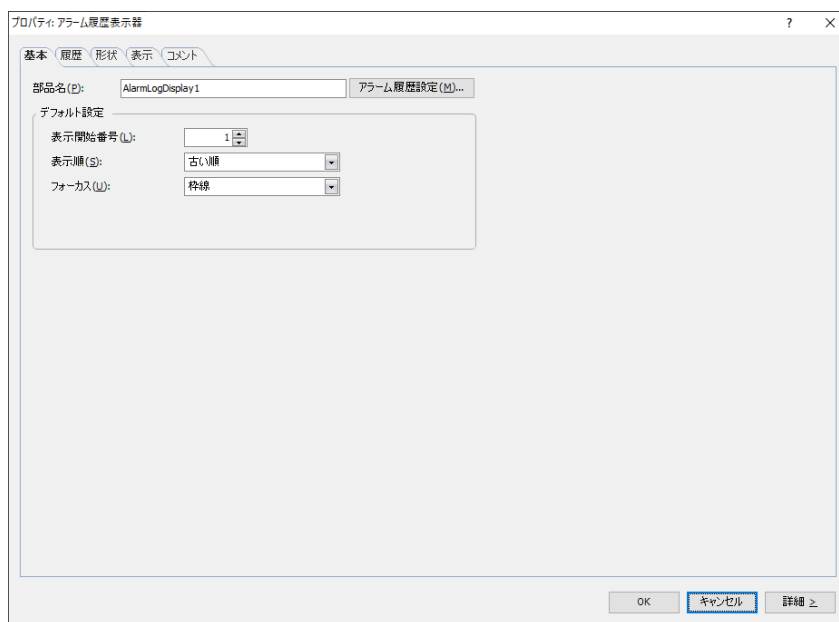 プロパティ: アラーム履歴表示器 ? ×
基本 履歴 形状 表示 コメント
部品名(P): AlarmLogDisplay1 アラーム履歴設定(M)...
デフォルト設定
表示開始番号(L): 1
表示順(S): 古い順
フォーカス(U): 枠線
OK キャンセル 詳細 >